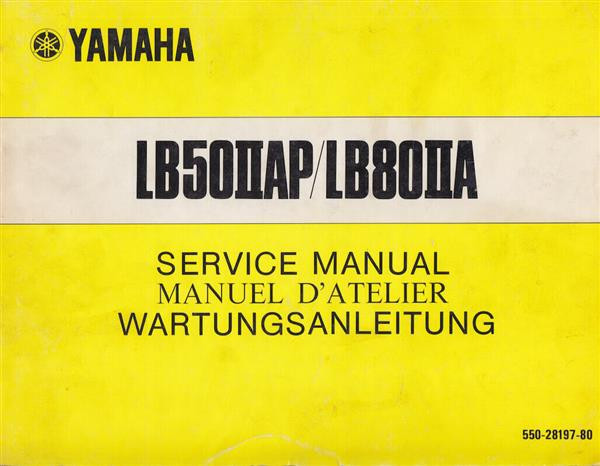 YAMAHA
LB50IIAP/LB80IIA
SERVICE MANUAL
MANUEL D'ATELIER
WARTUNGSANLEITUNG
550-28197-80